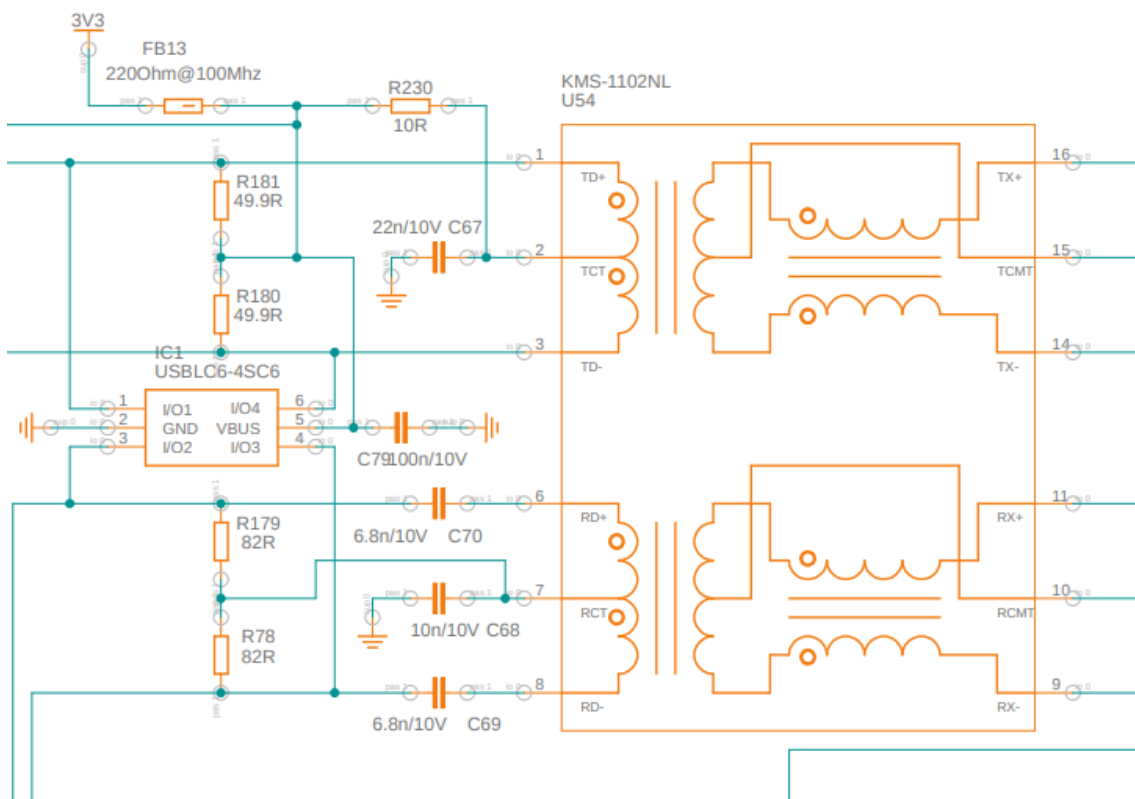 3V3
FB13
220Ohm@100Mhz
R230
10R
KMS-1102NL
U54
R181
49.9R
22n/10V C67
R180
49.9R
IC1
USBLC6-4SC6
1 I/O1 I/O4 6
2 GND VBUS 5
3 I/O2 I/O3 4
C79 100n/10V
R179
82R
6.8n/10V C70
10n/10V C68
R78
82R
6.8n/10V C69
1 16
TD+ TX+
2 15
TCT TCMT
3 14
TD- TX-
6 11
RD+ RX+
7 10
RCT RCMT
8 9
RD- RX-